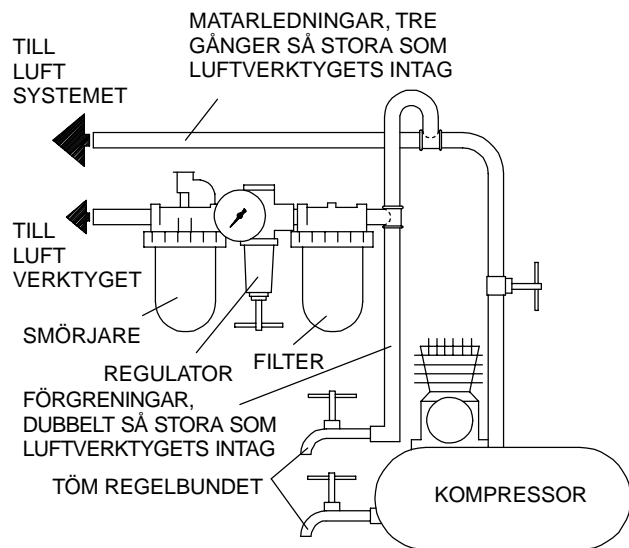 MATARLEDNINGAR, TRE
GÅNGER SÅ STORA SOM
LUFTVERKTYGETS INTAG
TILL
LUFT
SYSTEMET
TILL
LUFT
VERKTYGET
SMÖRJARE
REGULATOR
FILTER
FÖRGRENINGAR,
DUBBELT SÅ STORA SOM
LUFTVERKTYGETS INTAG
TÖM REGELBUNDET
KOMPRESSOR